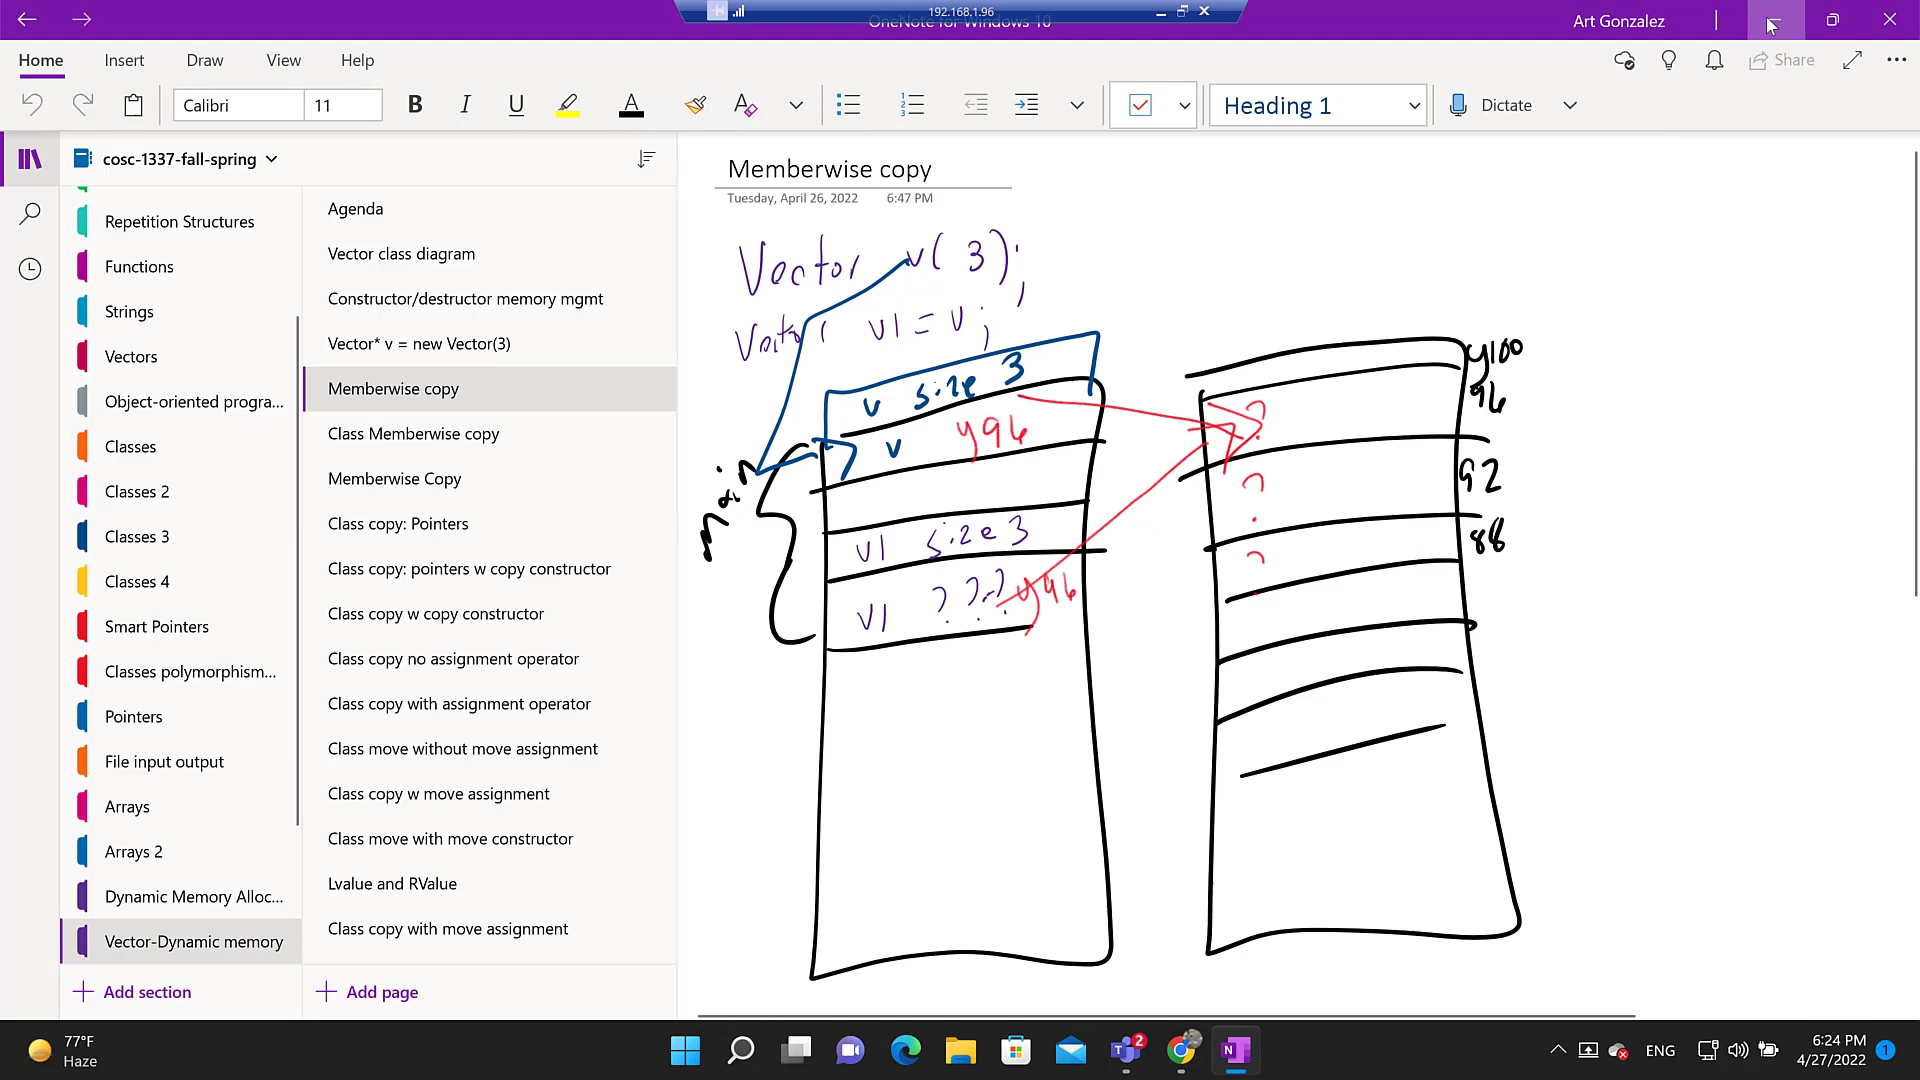 192.168.1.96
OneNote for Windows 10
Art Gonzalez
Home Insert Draw View Help
Share
Calibri 11 B I U A Heading 1 Dictate
cosc-1337-fall-spring
Repetition Structures
Functions
Strings
Vectors
Object-oriented progra...
Classes
Classes 2
Classes 3
Classes 4
Smart Pointers
Classes polymorphism...
Pointers
File input output
Arrays
Arrays 2
Dynamic Memory Alloc...
Vector-Dynamic memory
Add section
Agenda
Vector class diagram
Constructor/destructor memory mgmt
Vector* v = new Vector(3)
Memberwise copy
Class Memberwise copy
Memberwise Copy
Class copy: Pointers
Class copy: pointers w copy constructor
Class copy w copy constructor
Class copy no assignment operator
Class copy with assignment operator
Class move without move assignment
Class copy w move assignment
Class move with move constructor
Lvalue and RValue
Class copy with move assignment
Add page
Memberwise copy
Tuesday, April 26, 2022 6:47 PM
Vector v( 3);
Vector v1 = v;
v size 3
v y96
main
v1 size 3
v1 ? ? ? y96
y100
96
?
92
?
88
?
77°F
Haze
2
ENG
6:24 PM
4/27/2022
1